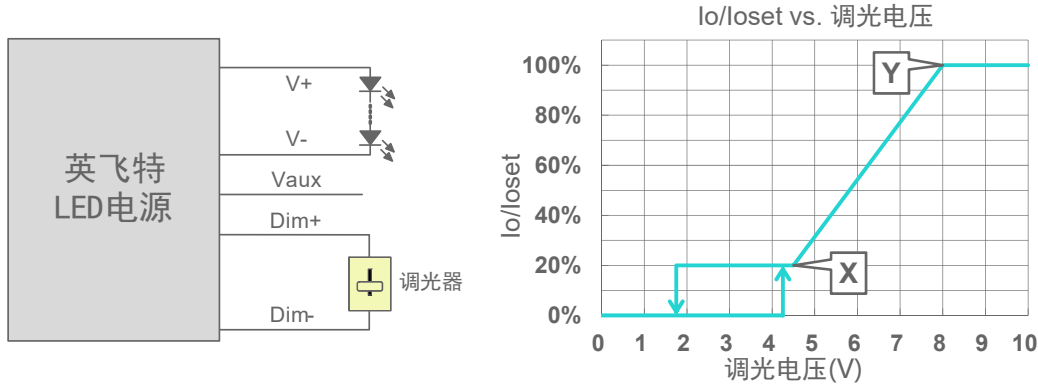 英飞特
LED电源
V+
V-
Vaux
Dim+
调光器
Dim-
Io/Ioset vs. 调光电压
Io/Ioset
100%
80%
60%
40%
20%
0%
Y
X
0 1 2 3 4 5 6 7 8 9 10
调光电压(V)